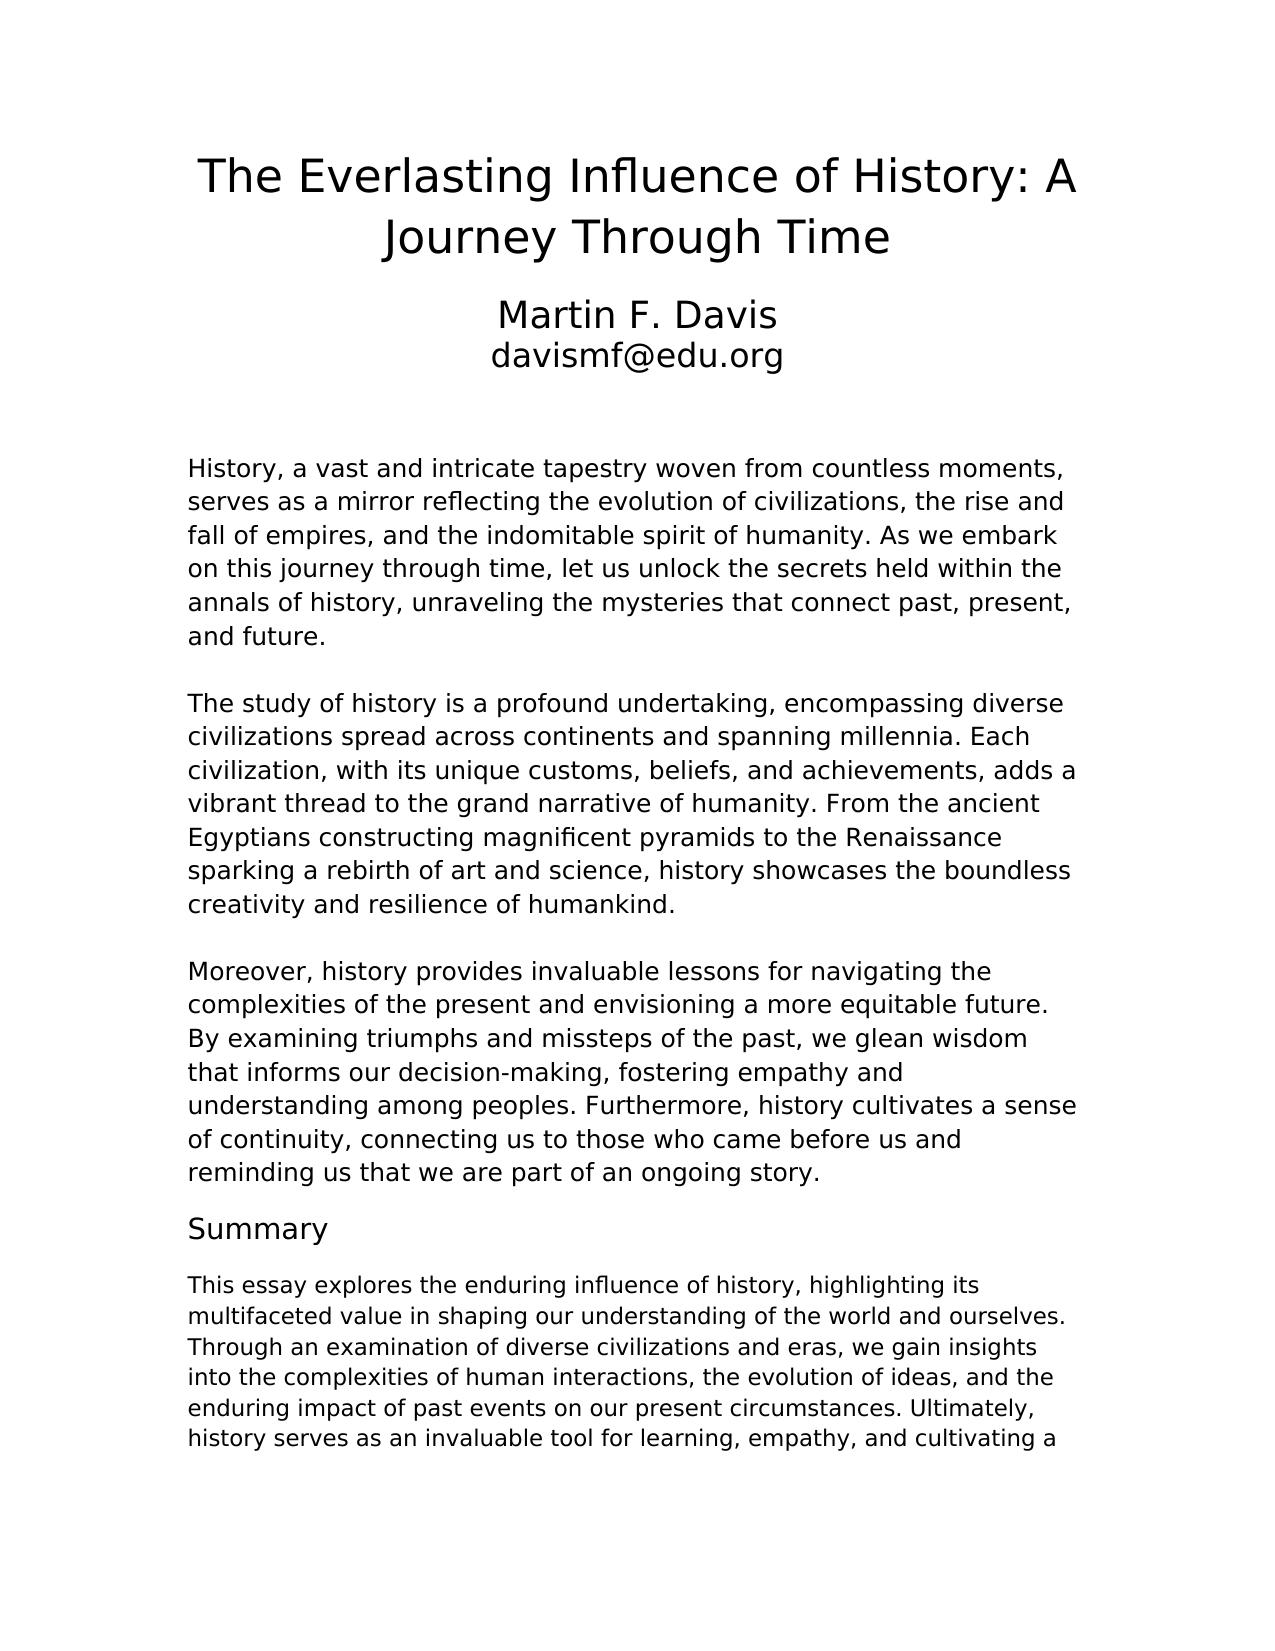 The Everlasting Influence of History: A
Journey Through Time
Martin F. Davis
davismf@edu.org
History, a vast and intricate tapestry woven from countless moments,
serves as a mirror reflecting the evolution of civilizations, the rise and
fall of empires, and the indomitable spirit of humanity. As we embark
on this journey through time, let us unlock the secrets held within the
annals of history, unraveling the mysteries that connect past, present,
and future.
The study of history is a profound undertaking, encompassing diverse
civilizations spread across continents and spanning millennia. Each
civilization, with its unique customs, beliefs, and achievements, adds a
vibrant thread to the grand narrative of humanity. From the ancient
Egyptians constructing magnificent pyramids to the Renaissance
sparking a rebirth of art and science, history showcases the boundless
creativity and resilience of humankind.
Moreover, history provides invaluable lessons for navigating the
complexities of the present and envisioning a more equitable future.
By examining triumphs and missteps of the past, we glean wisdom
that informs our decision-making, fostering empathy and
understanding among peoples. Furthermore, history cultivates a sense
of continuity, connecting us to those who came before us and
reminding us that we are part of an ongoing story.
Summary
This essay explores the enduring influence of history, highlighting its
multifaceted value in shaping our understanding of the world and ourselves.
Through an examination of diverse civilizations and eras, we gain insights
into the complexities of human interactions, the evolution of ideas, and the
enduring impact of past events on our present circumstances. Ultimately,
history serves as an invaluable tool for learning, empathy, and cultivating a